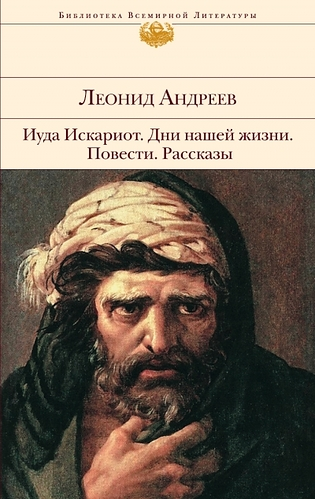 Библиотека Всемирной Литературы
Леонид Андреев
Иуда Искариот. Дни нашей жизни.
Повести. Рассказы